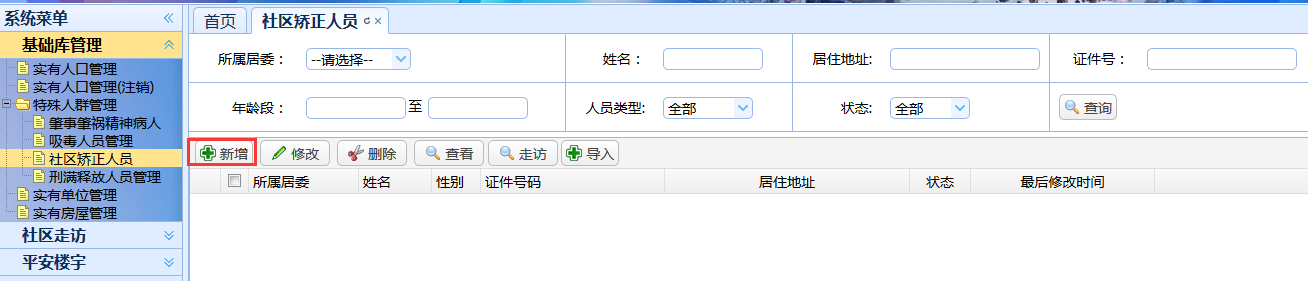 系统菜单
基础库管理
实有人口管理
实有人口管理(注销)
特殊人群管理
肇事肇祸精神病人
吸毒人员管理
社区矫正人员
刑满释放人员管理
实有单位管理
实有房屋管理
社区走访
平安楼宇
首页 社区矫正人员
所属居委： --请选择-- 姓名： 居住地址: 证件号：
年龄段： 至 人员类型: 全部 状态: 全部 查询
新增 修改 删除 查看 走访 导入
所属居委 姓名 性别 证件号码 居住地址 状态 最后修改时间